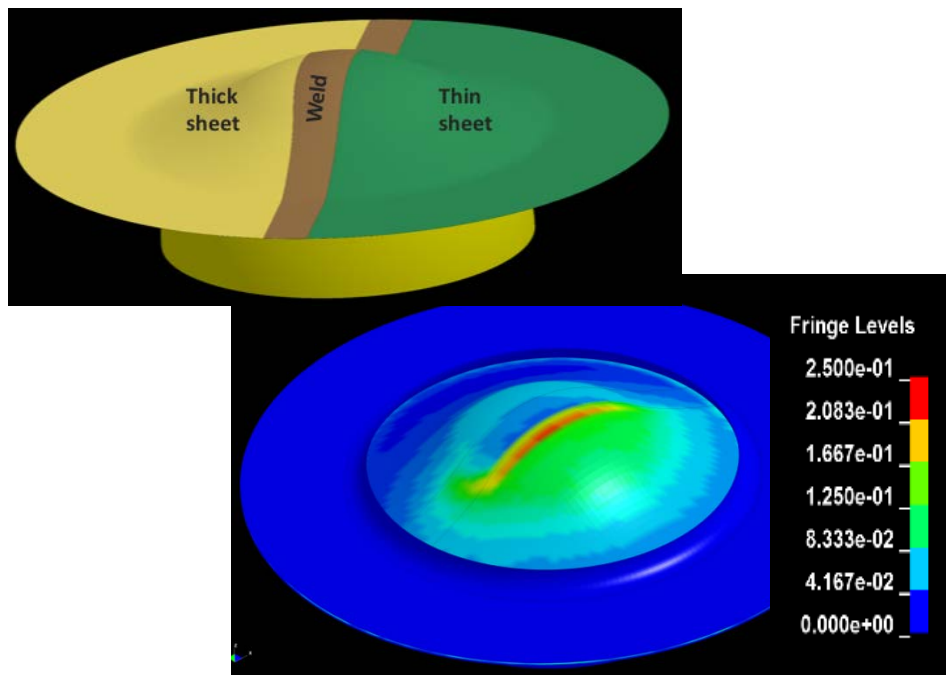 Thick
sheet
Weld
Thin
sheet
Fringe Levels
2.500e-01
2.083e-01
1.667e-01
1.250e-01
8.333e-02
4.167e-02
0.000e+00